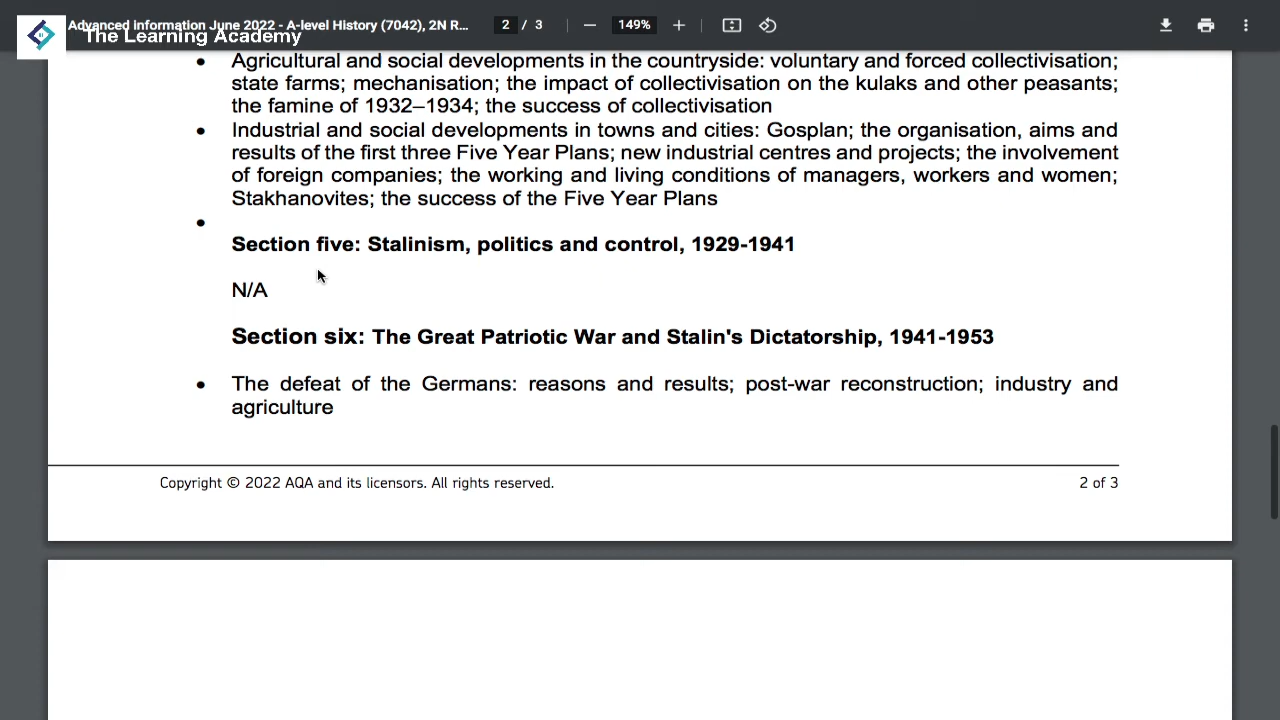 Advanced information June 2022 - A-level History (7042), 2N R...
2 / 3
149%
The Learning Academy
• Agricultural and social developments in the countryside: voluntary and forced collectivisation;
state farms; mechanisation; the impact of collectivisation on the kulaks and other peasants;
the famine of 1932–1934; the success of collectivisation
• Industrial and social developments in towns and cities: Gosplan; the organisation, aims and
results of the first three Five Year Plans; new industrial centres and projects; the involvement
of foreign companies; the working and living conditions of managers, workers and women;
Stakhanovites; the success of the Five Year Plans
•
Section five: Stalinism, politics and control, 1929-1941
N/A
Section six: The Great Patriotic War and Stalin's Dictatorship, 1941-1953
• The defeat of the Germans: reasons and results; post-war reconstruction; industry and
agriculture
Copyright © 2022 AQA and its licensors. All rights reserved.
2 of 3